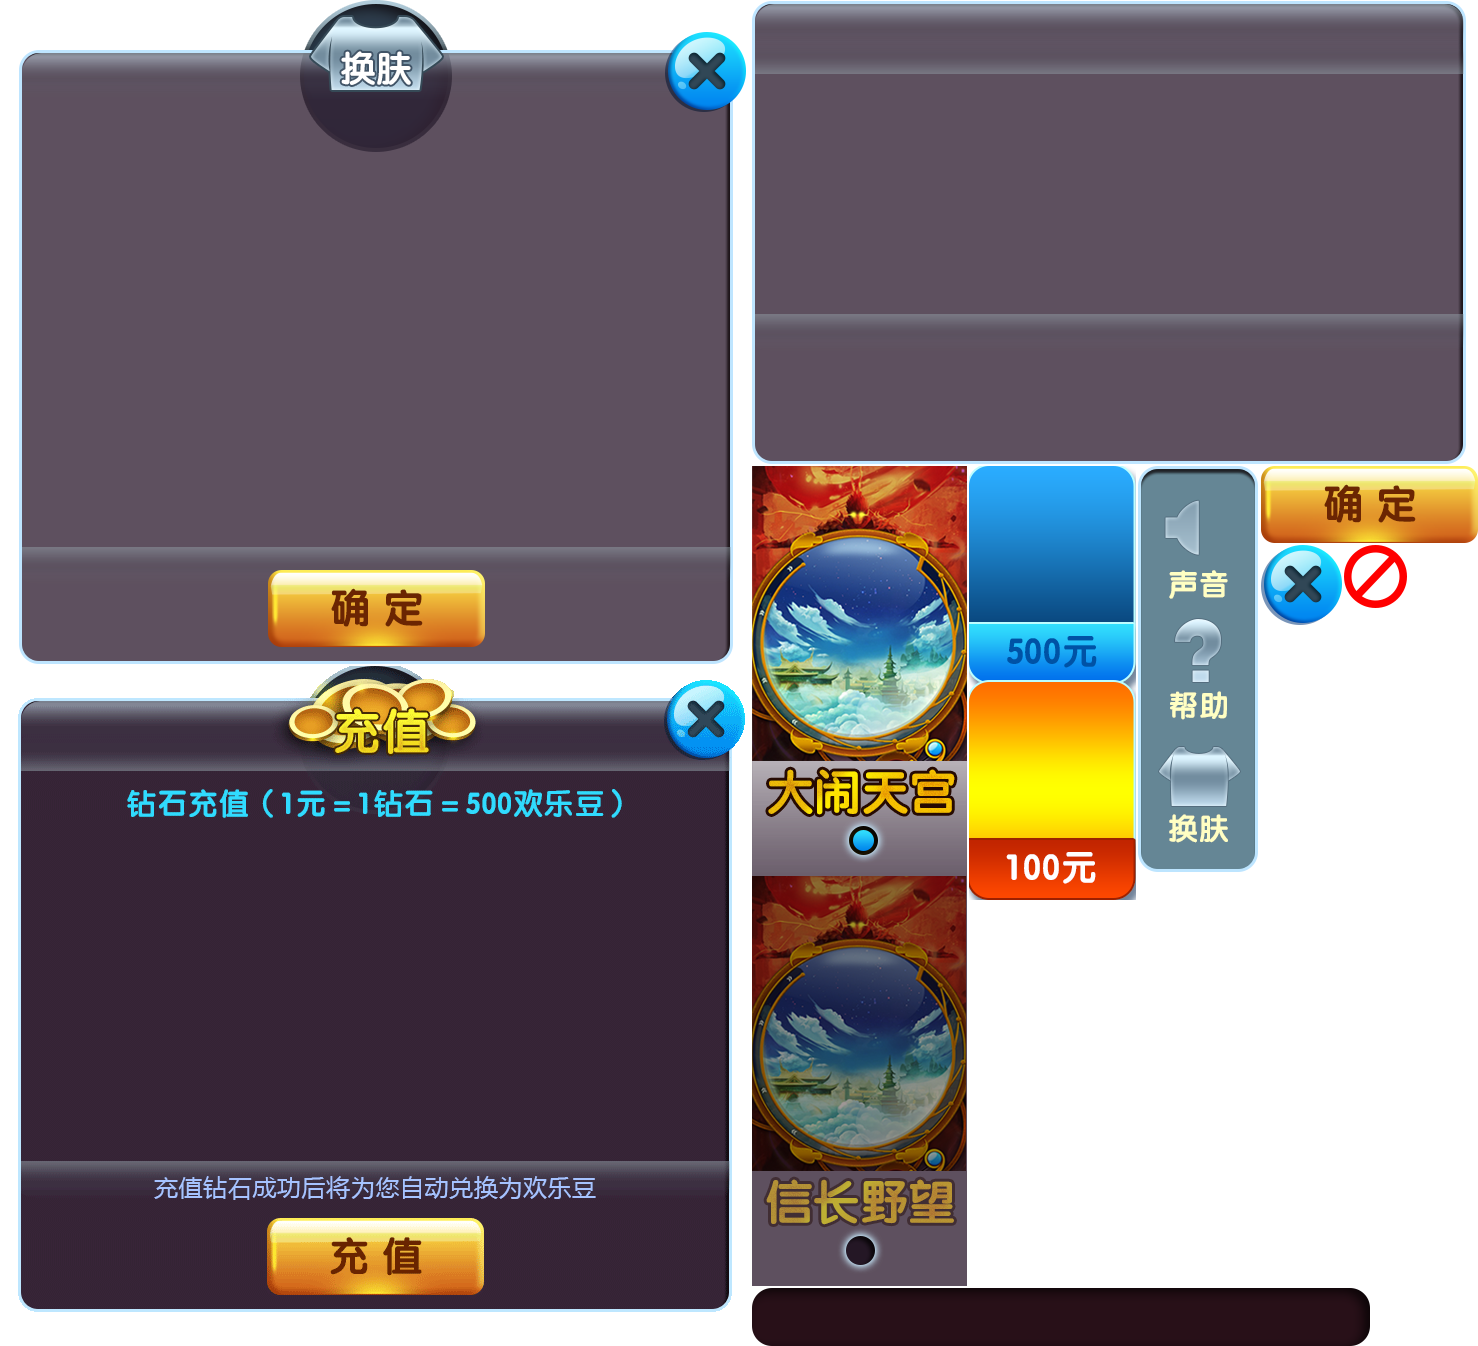 换肤
确 定
充值
钻石充值（1元 = 1钻石 = 500欢乐豆）
充值钻石成功后将为您自动兑换为欢乐豆
充 值
大闹天宫
信长野望
500元
100元
声音
帮助
换肤
确 定